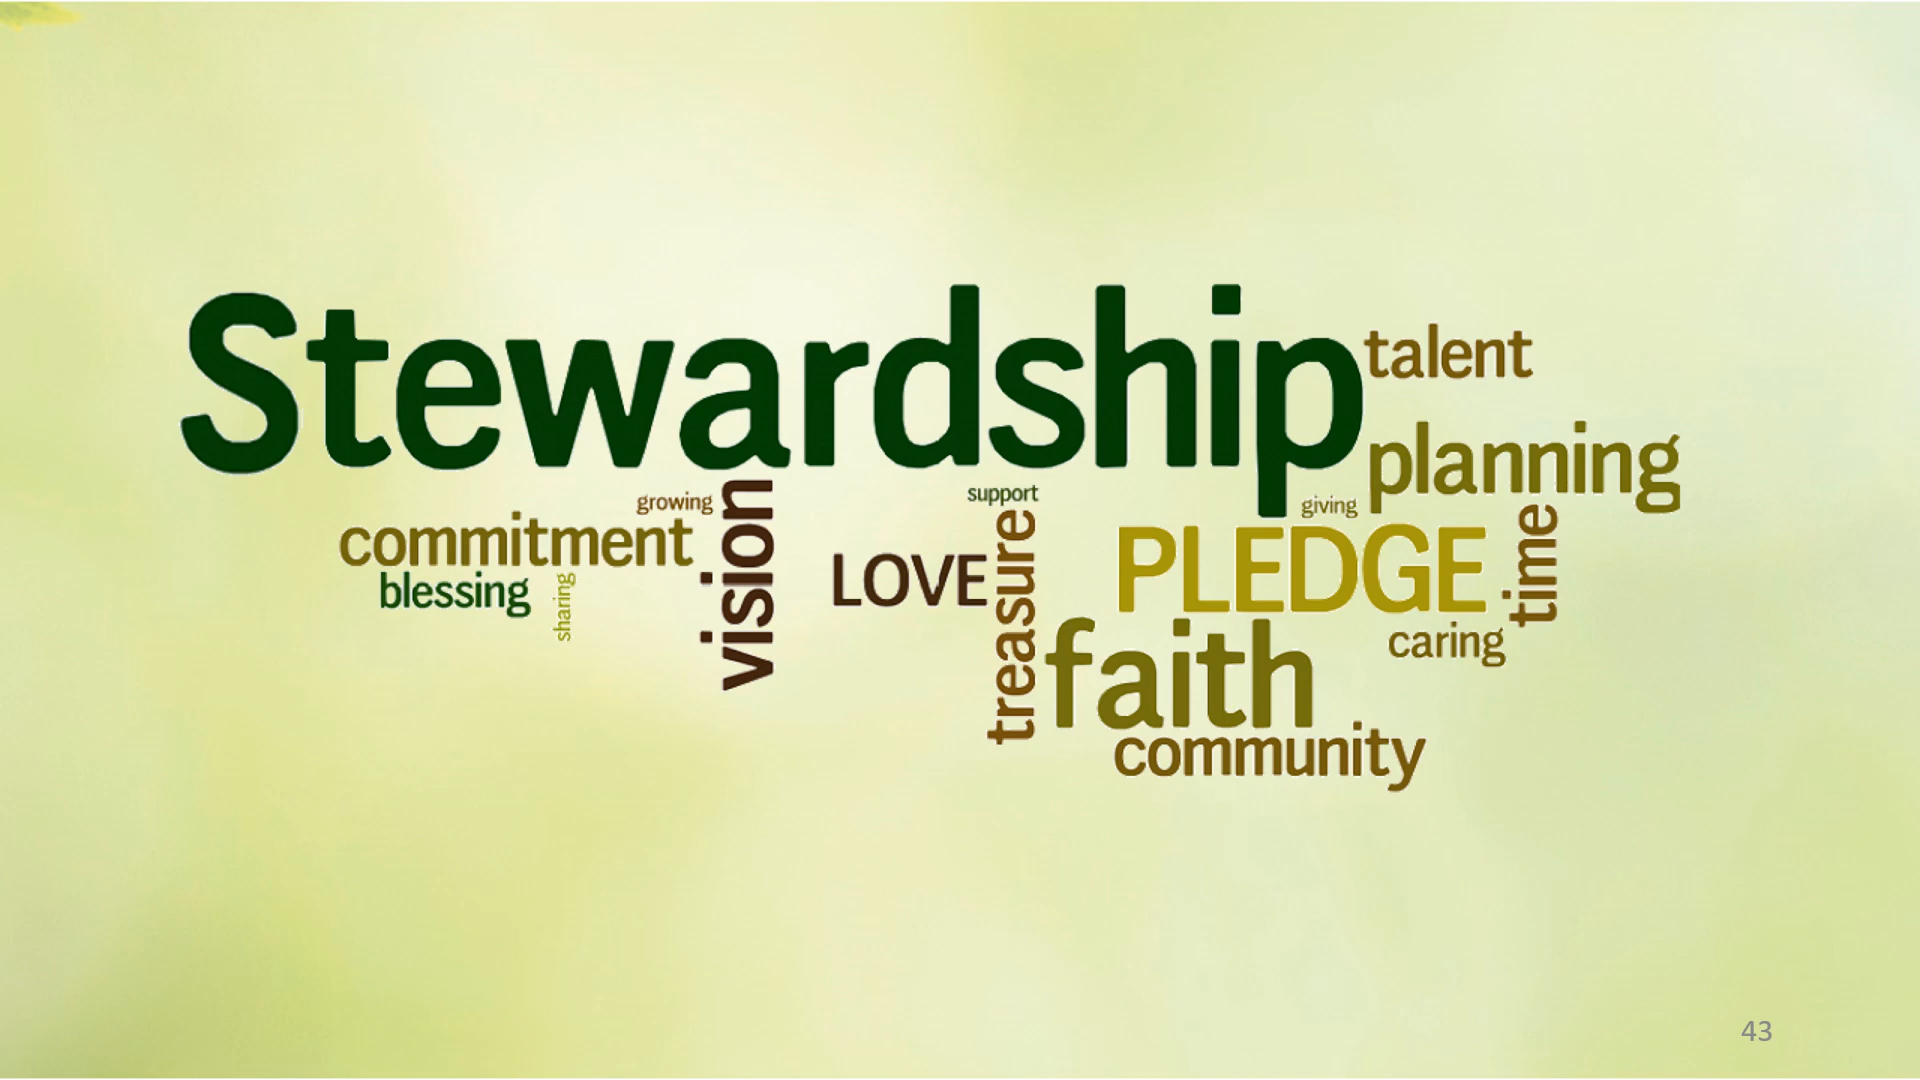 Stewardship
talent
planning
growing
support
giving
commitment
vision
LOVE
treasure
PLEDGE
time
blessing
sharing
faith
caring
community
43